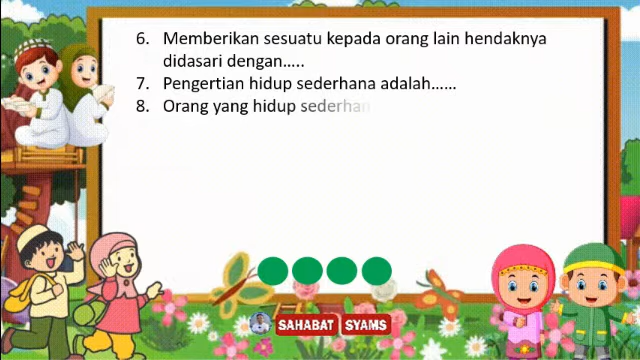 6. Memberikan sesuatu kepada orang lain hendaknya
didasari dengan.....
7. Pengertian hidup sederhana adalah......
8. Orang yang hidup sederhan
SAHABAT SYAMS